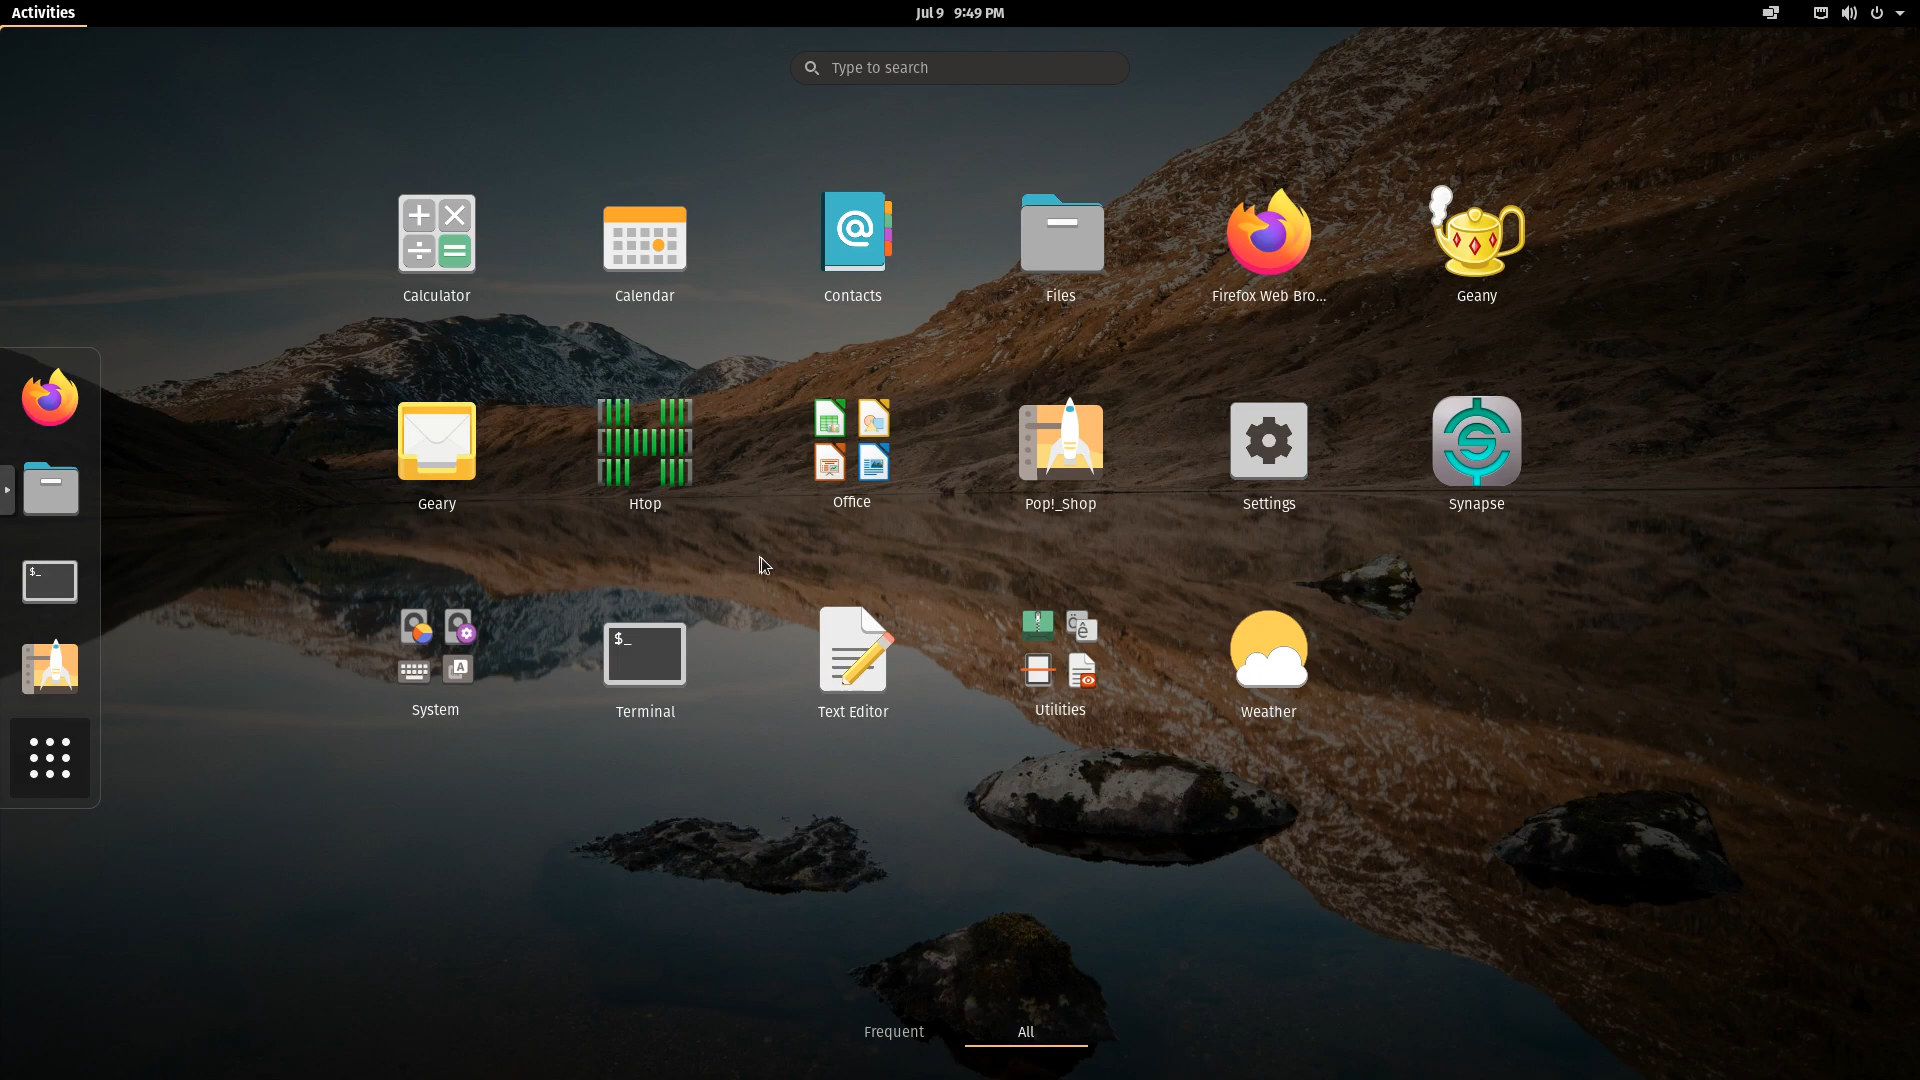 Activities
Jul 9 9:49 PM
Type to search
Calculator
Calendar
Contacts
Files
Firefox Web Bro...
Geany
Geary
Htop
Office
Pop!_Shop
Settings
Synapse
$_
System
Terminal
$_
Text Editor
Utilities
Weather
Frequent
All